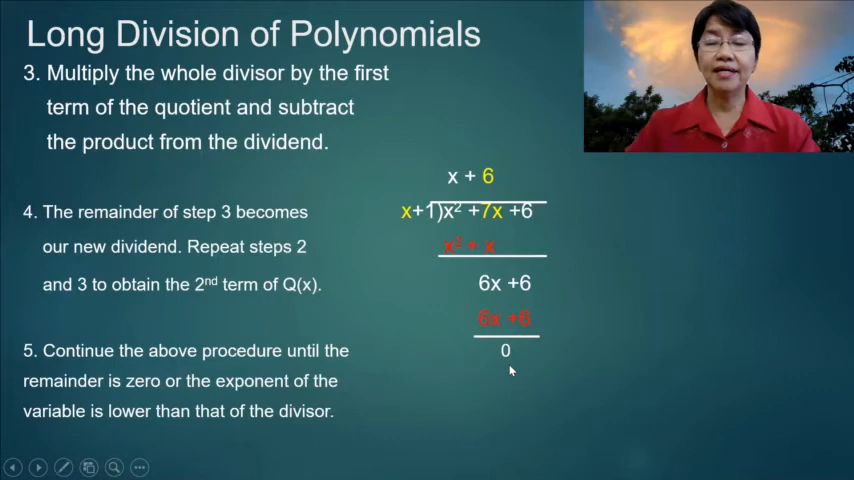 Long Division of Polynomials
3. Multiply the whole divisor by the first
term of the quotient and subtract
the product from the dividend.
x + 6
4. The remainder of step 3 becomes
our new dividend. Repeat steps 2
and 3 to obtain the 2nd term of Q(x).
x+1)x² +7x +6
x² + x
6x +6
6x +6
0
5. Continue the above procedure until the
remainder is zero or the exponent of the
variable is lower than that of the divisor.